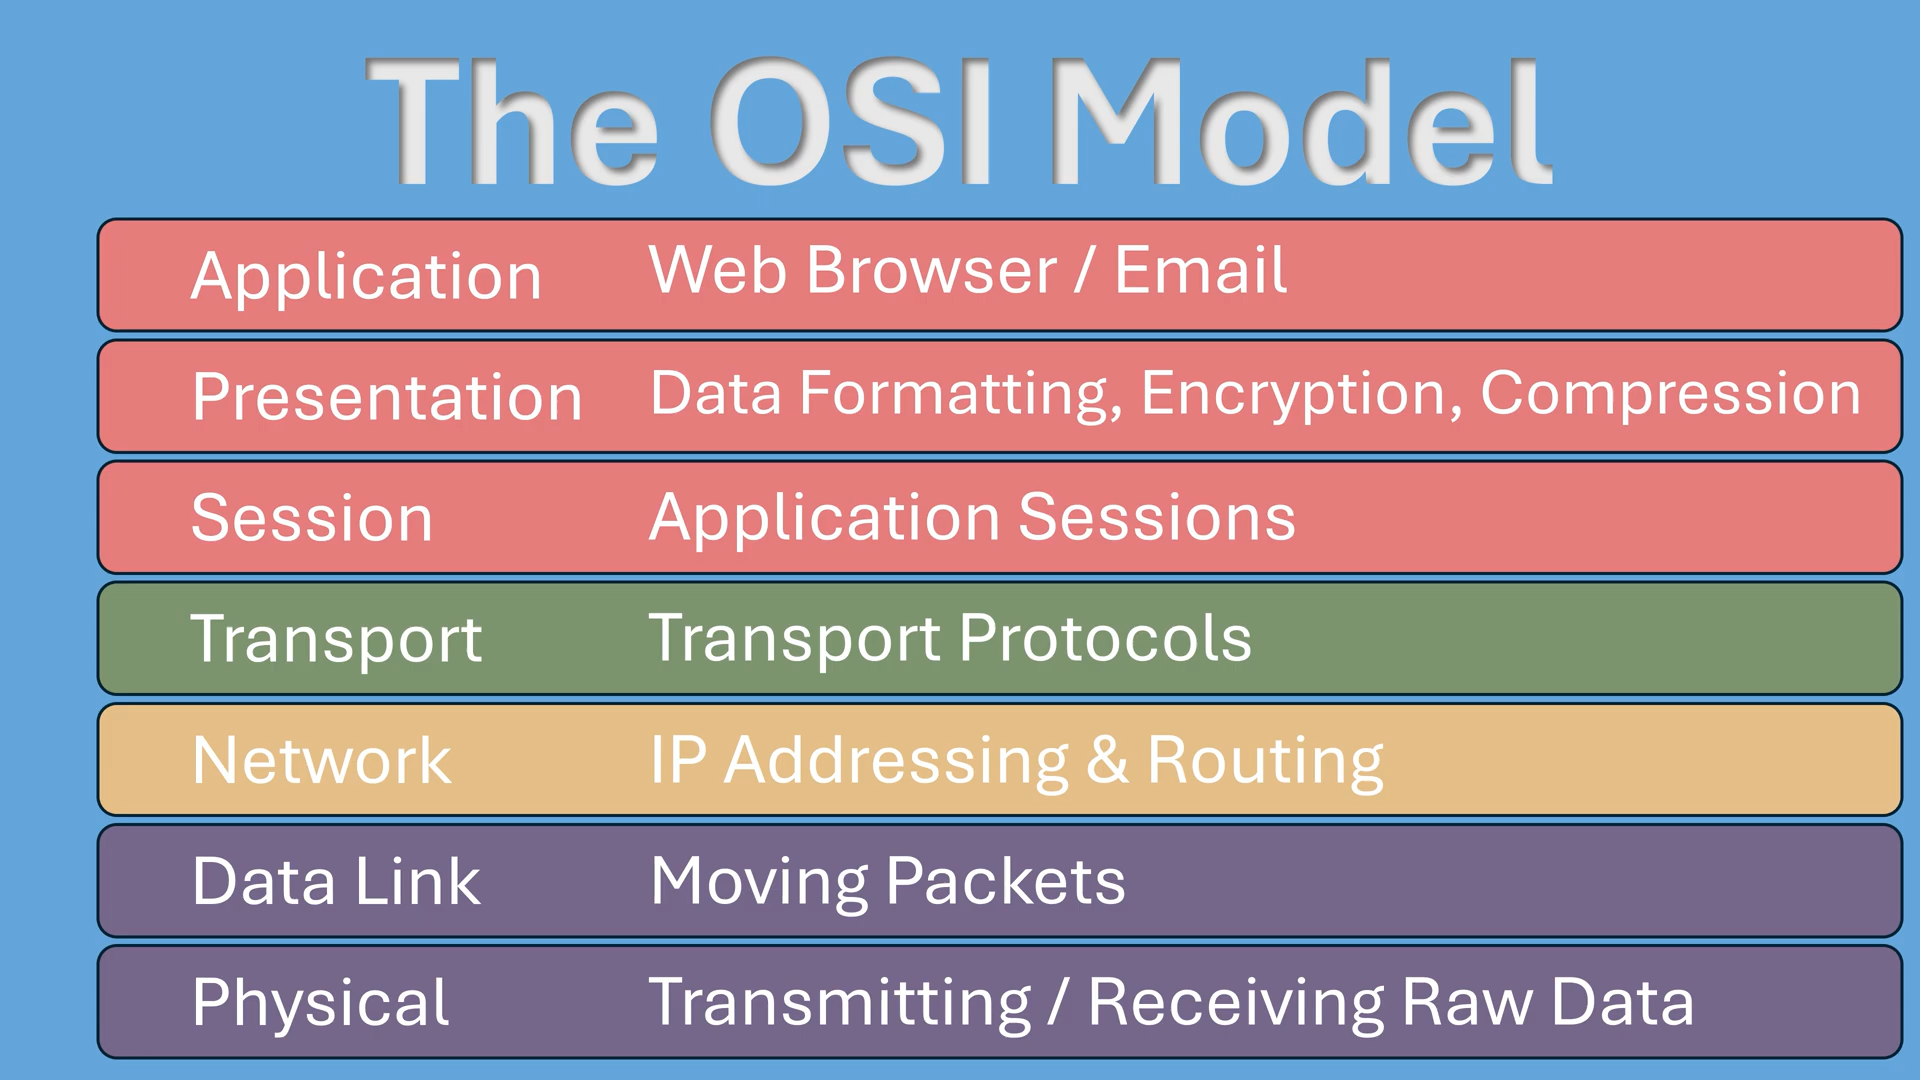 The OSI Model
Application Web Browser / Email
Presentation Data Formatting, Encryption, Compression
Session Application Sessions
Transport Transport Protocols
Network IP Addressing & Routing
Data Link Moving Packets
Physical Transmitting / Receiving Raw Data